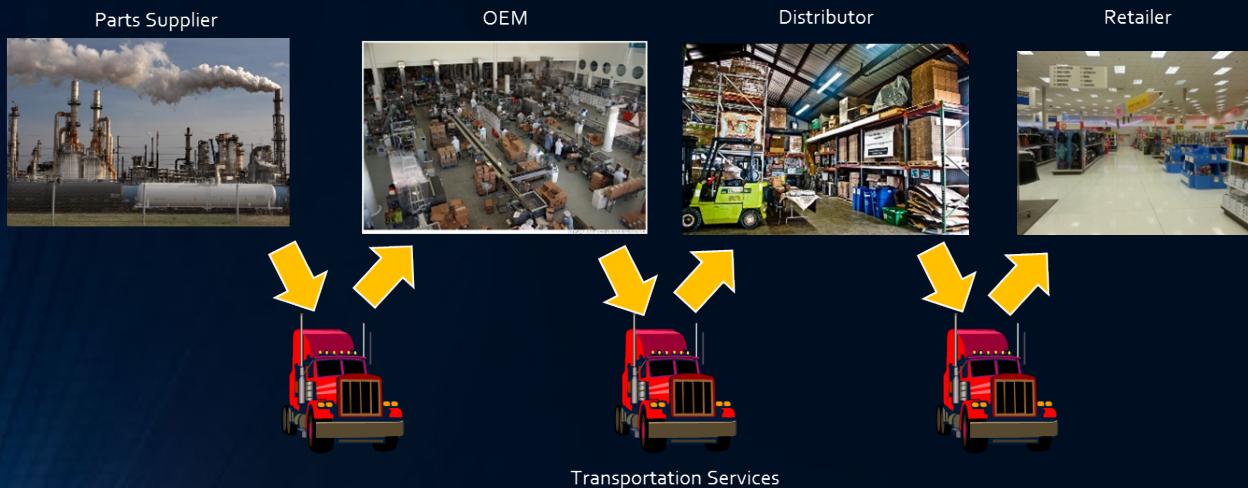 Parts Supplier
OEM
Distributor
Retailer
Transportation Services